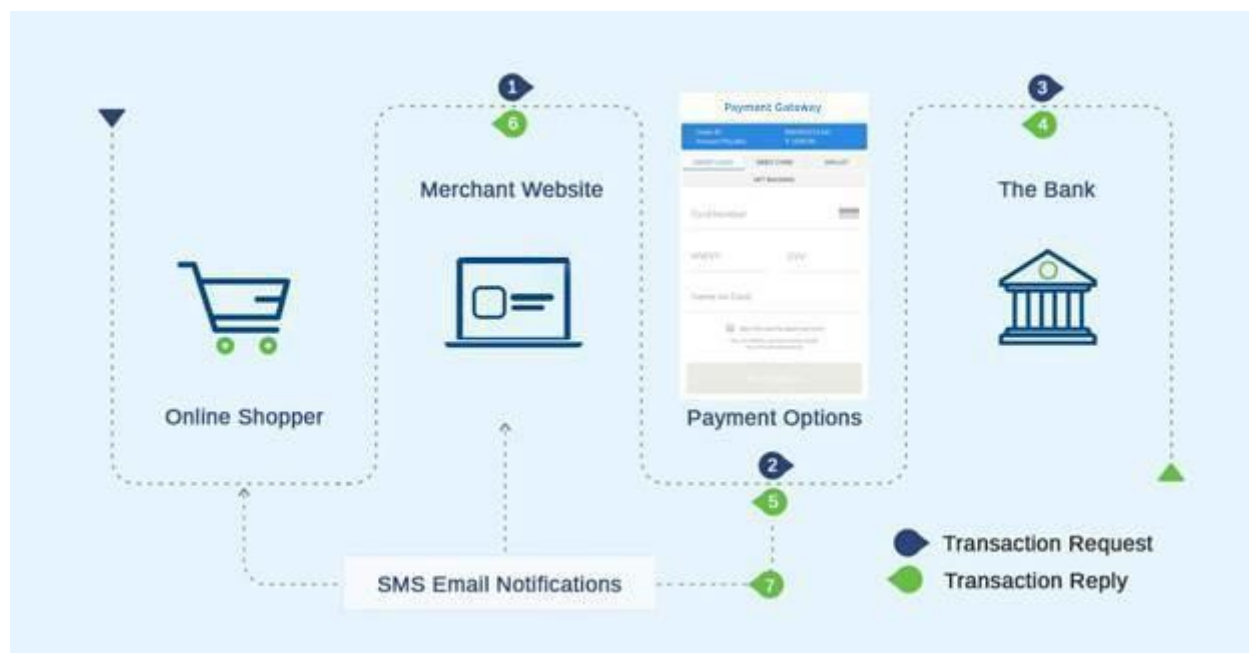 1
3
Payment Gateway
6
4
Merchant Website
The Bank
CVV
Online Shopper
Payment Options
2
5
Transaction Request
SMS Email Notifications
7
Transaction Reply